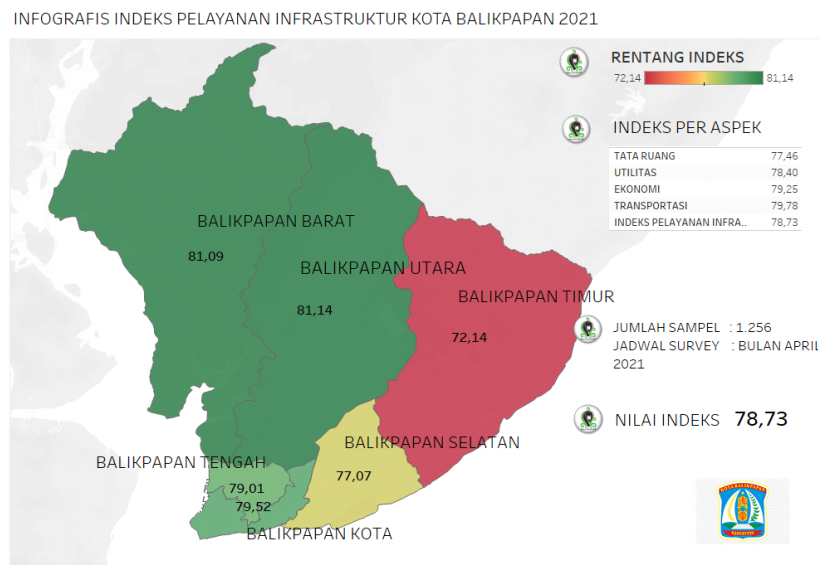 INFOGRAFIS INDEKS PELAYANAN INFRASTRUKTUR KOTA BALIKPAPAN 2021
RENTANG INDEKS
72,14 81,14
INDEKS PER ASPEK
TATA RUANG 77,46
UTILITAS 78,40
EKONOMI 79,25
TRANSPORTASI 79,78
INDEKS PELAYANAN INFRA.. 78,73
BALIKPAPAN BARAT
81,09
BALIKPAPAN UTARA
81,14
BALIKPAPAN TIMUR
72,14
JUMLAH SAMPEL : 1.256
JADWAL SURVEY : BULAN APRIL
2021
NILAI INDEKS 78,73
BALIKPAPAN SELATAN
77,07
BALIKPAPAN TENGAH
79,01
79,52
BALIKPAPAN KOTA